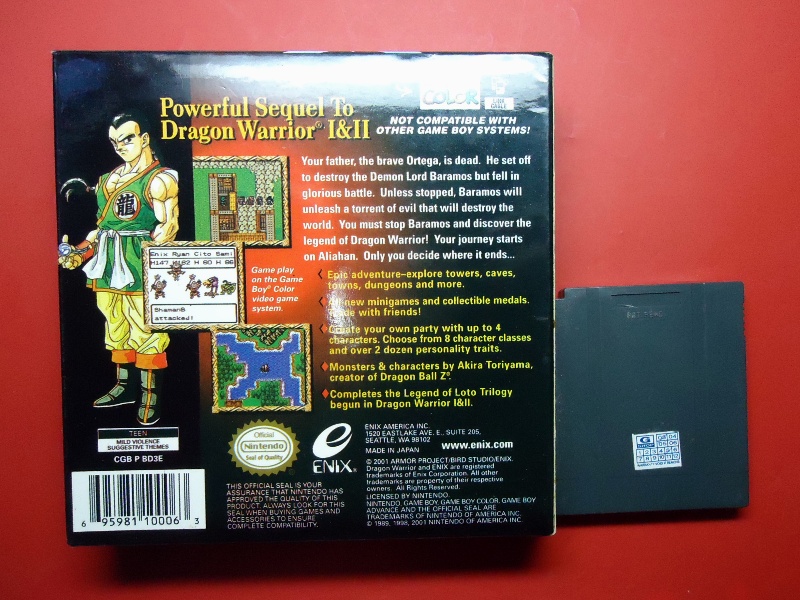 Powerful Sequel To
Dragon Warrior® I&II
COLOR
GAME LINK CABLE
NOT COMPATIBLE WITH
OTHER GAME BOY SYSTEMS!
Your father, the brave Ortega, is dead. He set off
to destroy the Demon Lord Baramos but fell in
glorious battle. Unless stopped, Baramos will
unleash a torrent of evil that will destroy the
world. You must stop Baramos and discover the
legend of Dragon Warrior! Your journey starts
on Aliahan. Only you decide where it ends...
龍
Enix Ryan Cito Sami
H147 H 82 H 60 H 86
ShamanB
attacked!
Game play
on the Game
Boy® Color
video game
system.
Epic adventure–explore towers, caves,
towns, dungeons and more.
All new minigames and collectible medals.
Trade with friends!
Create your own party with up to 4
characters. Choose from 8 character classes
and over 2 dozen personality traits.
Monsters & characters by Akira Toriyama,
creator of Dragon Ball Z®.
Completes the Legend of Loto Trilogy
begun in Dragon Warrior I&II.
TEEN
MILD VIOLENCE
SUGGESTIVE THEMES
CGB P BD3E
Official
Nintendo
Seal of Quality
ENIX®
ENIX AMERICA INC.
1520 EASTLAKE AVE. E., SUITE 205,
SEATTLE, WA 98102
MADE IN JAPAN
www.enix.com
© 2001 ARMOR PROJECT/BIRD STUDIO/ENIX.
Dragon Warrior and ENIX are registered
trademarks of Enix Corporation. All other
trademarks are property of their respective
owners. All Rights Reserved.
LICENSED BY NINTENDO.
NINTENDO, GAME BOY, GAME BOY COLOR, GAME BOY
ADVANCE AND THE OFFICIAL SEAL ARE
TRADEMARKS OF NINTENDO OF AMERICA INC.
© 1989, 1998, 2001 NINTENDO OF AMERICA INC.
THIS OFFICIAL SEAL IS YOUR
ASSURANCE THAT NINTENDO HAS
APPROVED THE QUALITY OF THIS
PRODUCT. ALWAYS LOOK FOR THIS
SEAL WHEN BUYING GAMES AND
ACCESSORIES TO ENSURE
COMPLETE COMPATIBILITY.
6 95981 10006 3